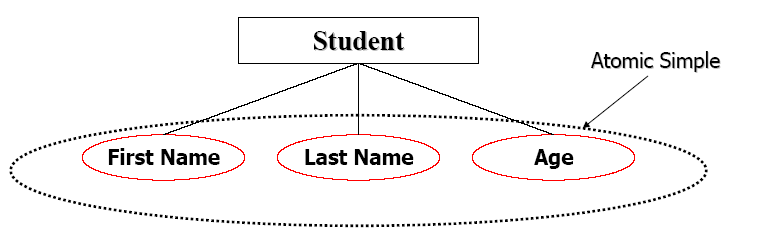 Student
Atomic Simple
First Name
Last Name
Age